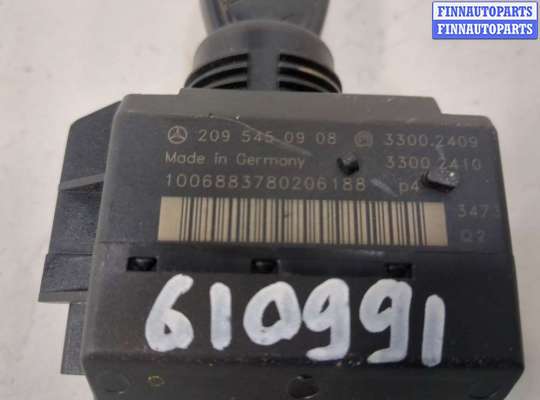 FINNAUTOPARTS
FINNAUTOPARTS
209 545 09 08 3300.2409
Made in Germany 3300.2410
1006883780206188 p4
3473
Q2
610991